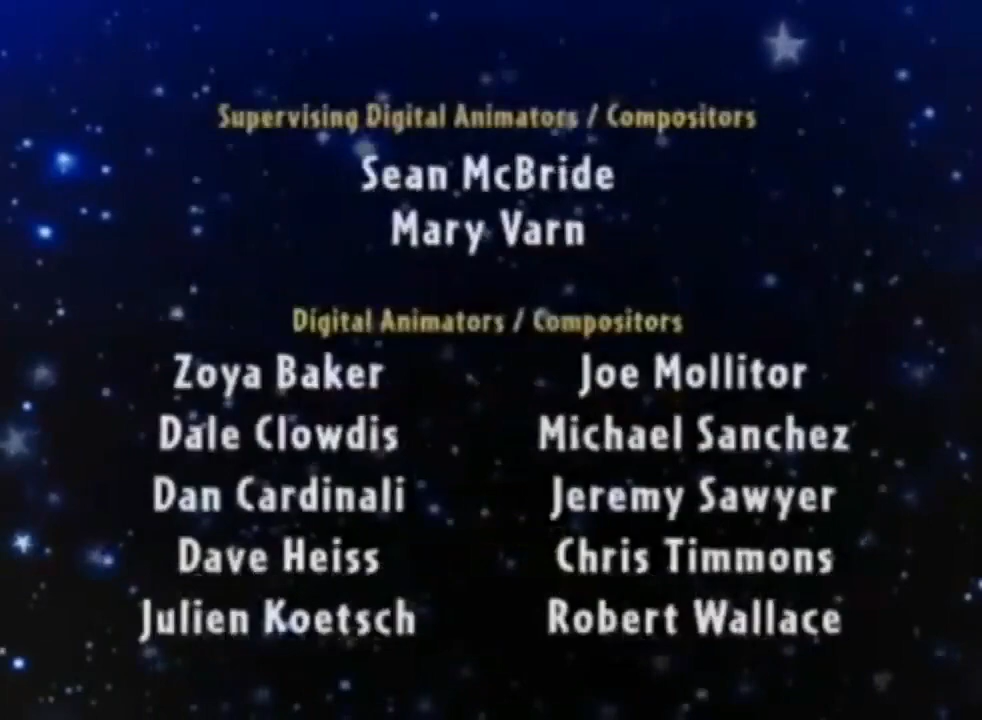 Supervising Digital Animators / Compositors
Sean McBride
Mary Varn
Digital Animators / Compositors
Zoya Baker
Joe Mollitor
Dale Clowdis
Michael Sanchez
Dan Cardinali
Jeremy Sawyer
Dave Heiss
Chris Timmons
Julien Koetsch
Robert Wallace